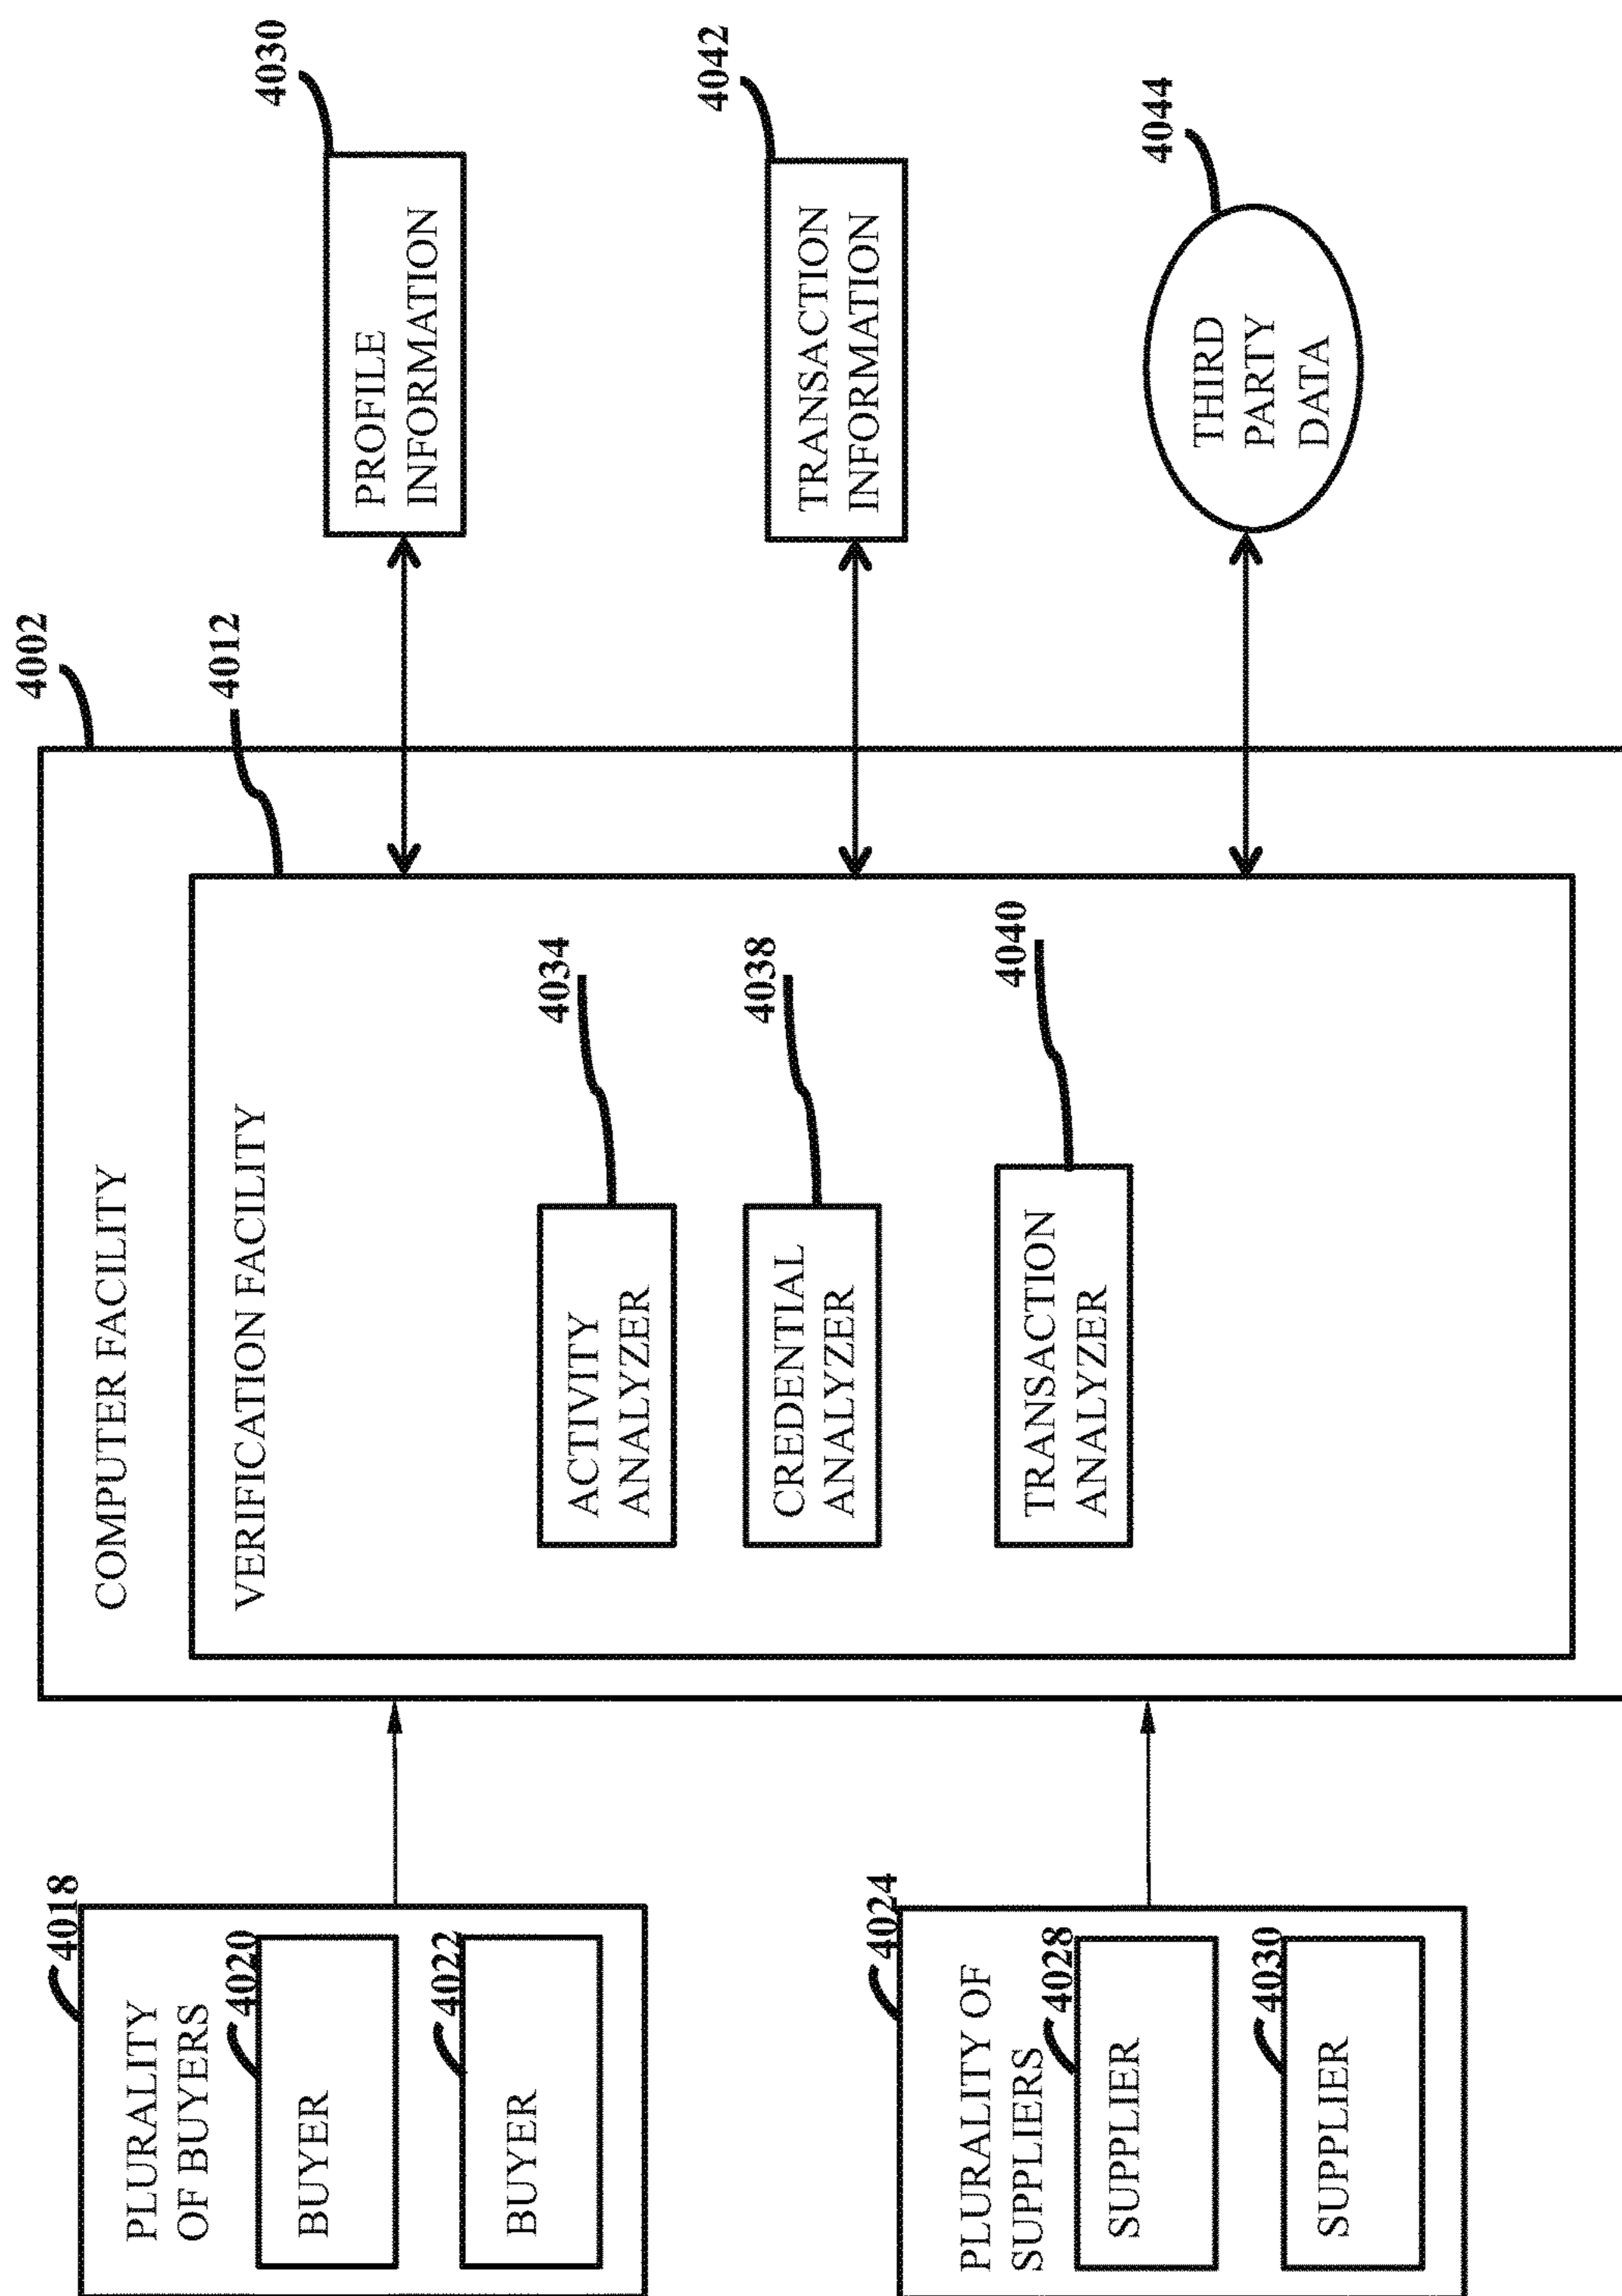 4018
PLURALITY
OF BUYERS
4020
BUYER
4022
BUYER
4024
PLURALITY OF
SUPPLIERS
4028
SUPPLIER
4030
SUPPLIER
4002
COMPUTER FACILITY
4012
VERIFICATION FACILITY
4034
ACTIVITY
ANALYZER
4038
CREDENTIAL
ANALYZER
4040
TRANSACTION
ANALYZER
4030
PROFILE
INFORMATION
4042
TRANSACTION
INFORMATION
4044
THIRD
PARTY
DATA